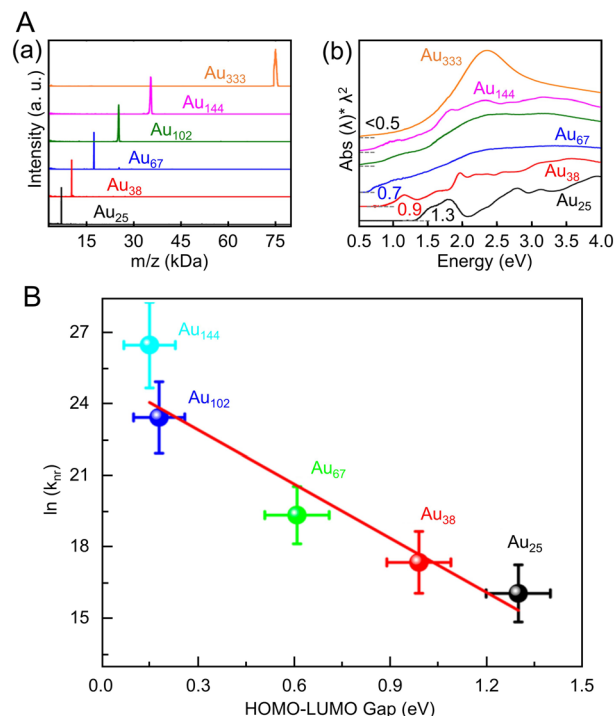 A
(a)
Intensity (a. u.)
Au333
Au144
Au102
Au67
Au38
Au25
15 30 45 60 75
m/z (kDa)
(b)
Abs (λ)* λ²
Au333
Au144
<0.5
Au67
Au38
0.7
0.9
1.3
Au25
0.5 1.0 1.5 2.0 2.5 3.0 3.5 4.0
Energy (eV)
B
ln (knr)
27
24
21
18
15
Au144
Au102
Au67
Au38
Au25
0.0 0.3 0.6 0.9 1.2 1.5
HOMO-LUMO Gap (eV)